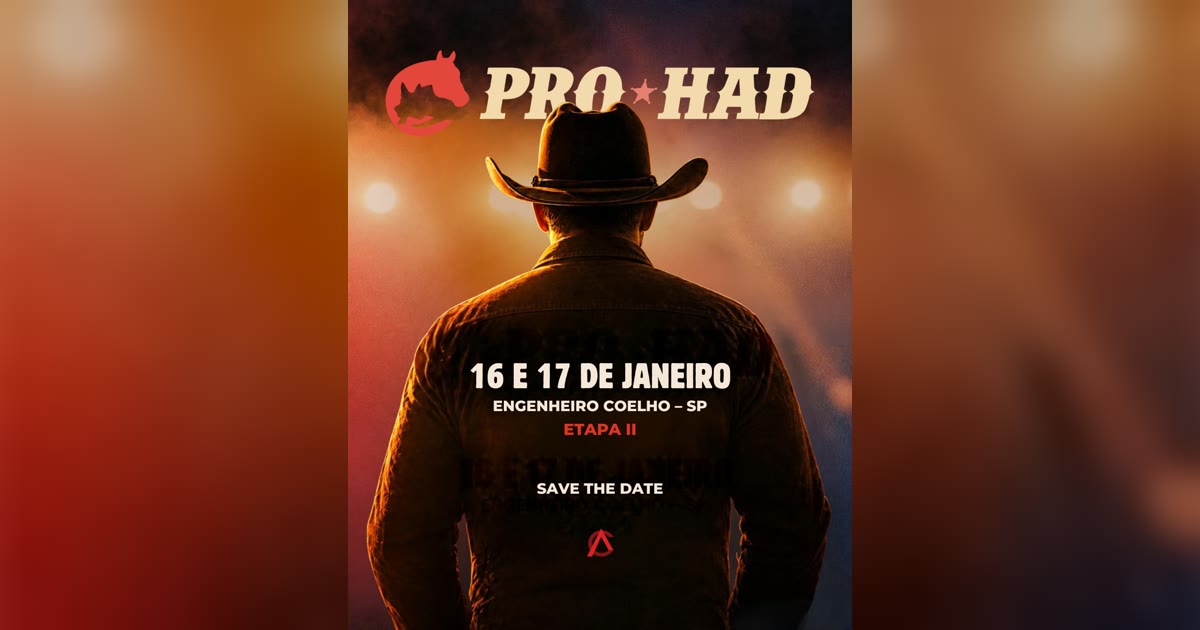 PRO HAD
16 E 17 DE JANEIRO
ENGENHEIRO COELHO – SP
ETAPA II
SAVE THE DATE